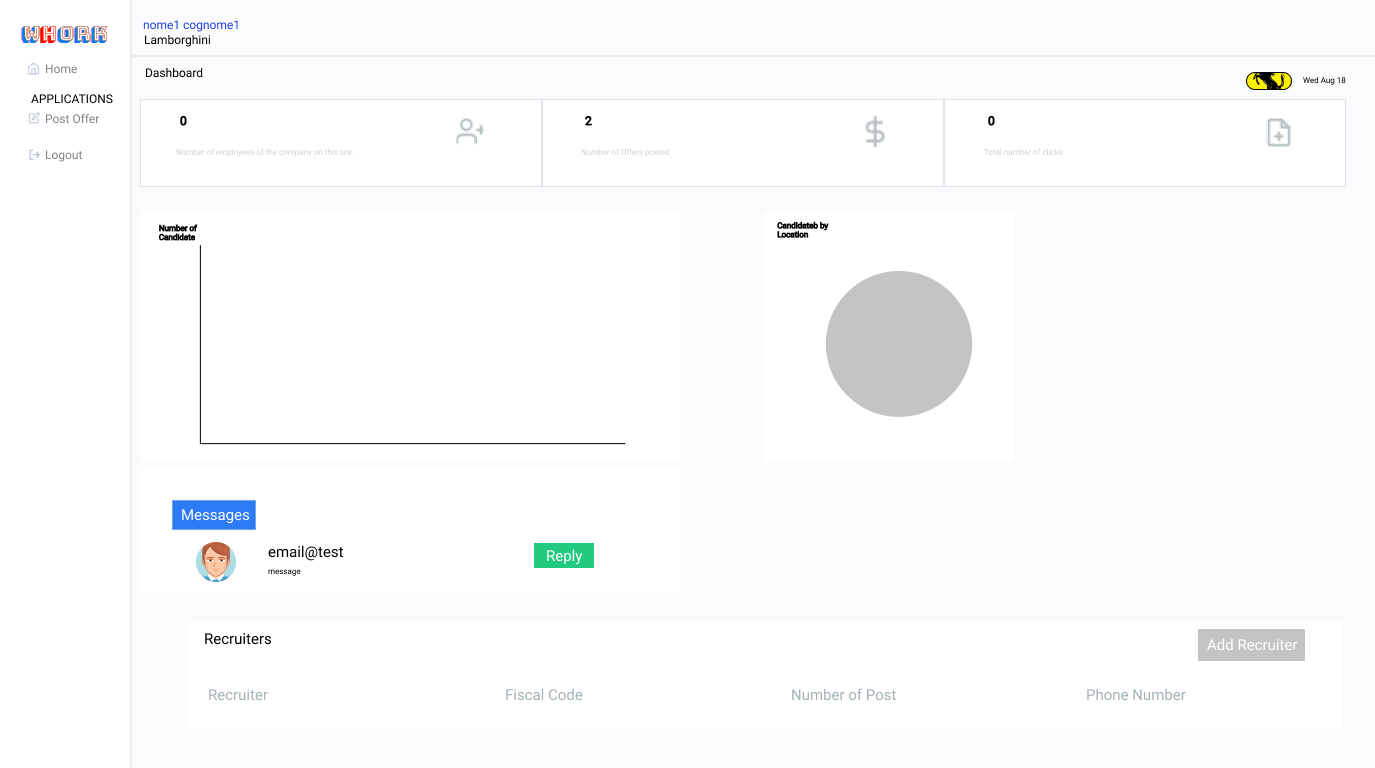 WHORK
Home
APPLICATIONS
Post Offer
Logout
nome1 cognome1
Lamborghini
Dashboard
Wed Aug 18
0
Number of employees of the company on this site
2
Number of Offers posted
0
Total number of clicks
Number of
Candidate
Candidateb by
Location
Messages
email@test
message
Reply
Recruiters
Add Recruiter
Recruiter Fiscal Code Number of Post Phone Number